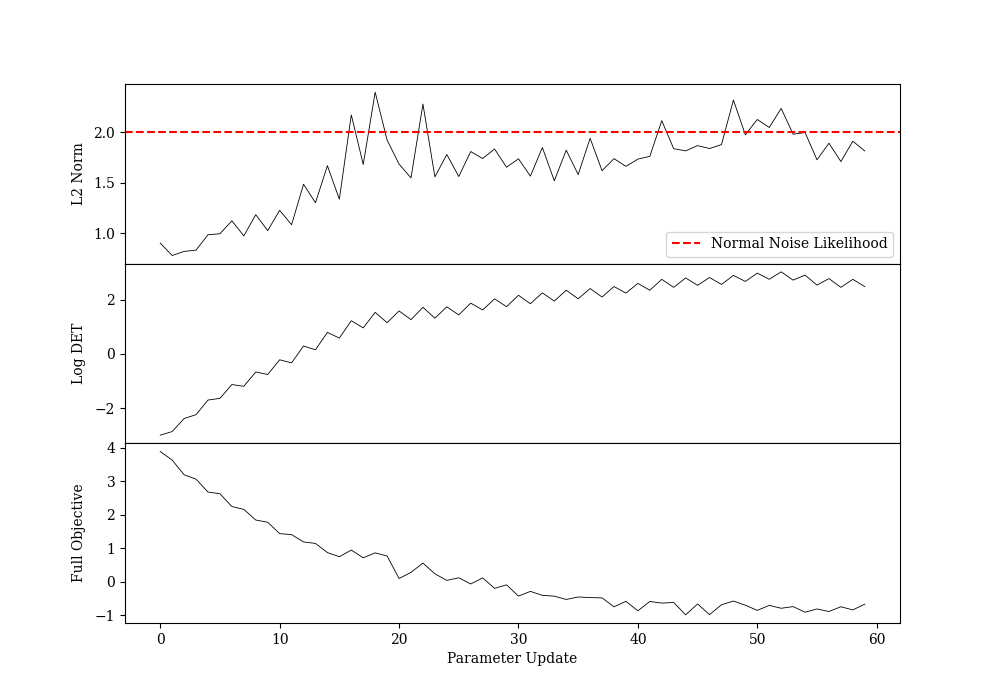 2.0
1.5
1.0
L2 Norm
Normal Noise Likelihood
2
0
−2
Log DET
4
3
2
1
0
−1
Full Objective
0 10 20 30 40 50 60
Parameter Update